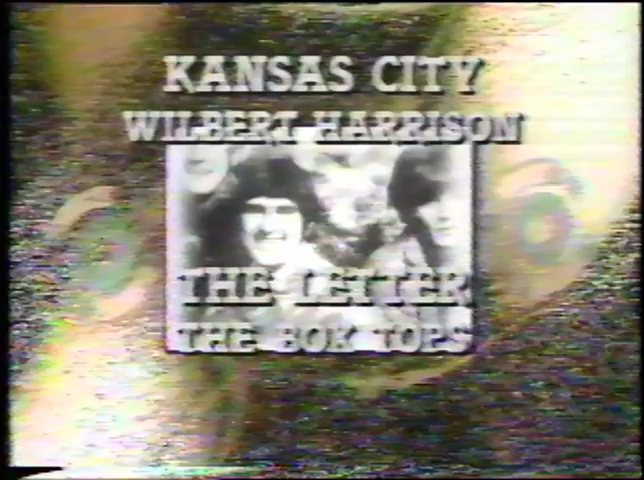 KANSAS CITY
WILBERT HARRISON
THE LETTER
THE BOX TOPS